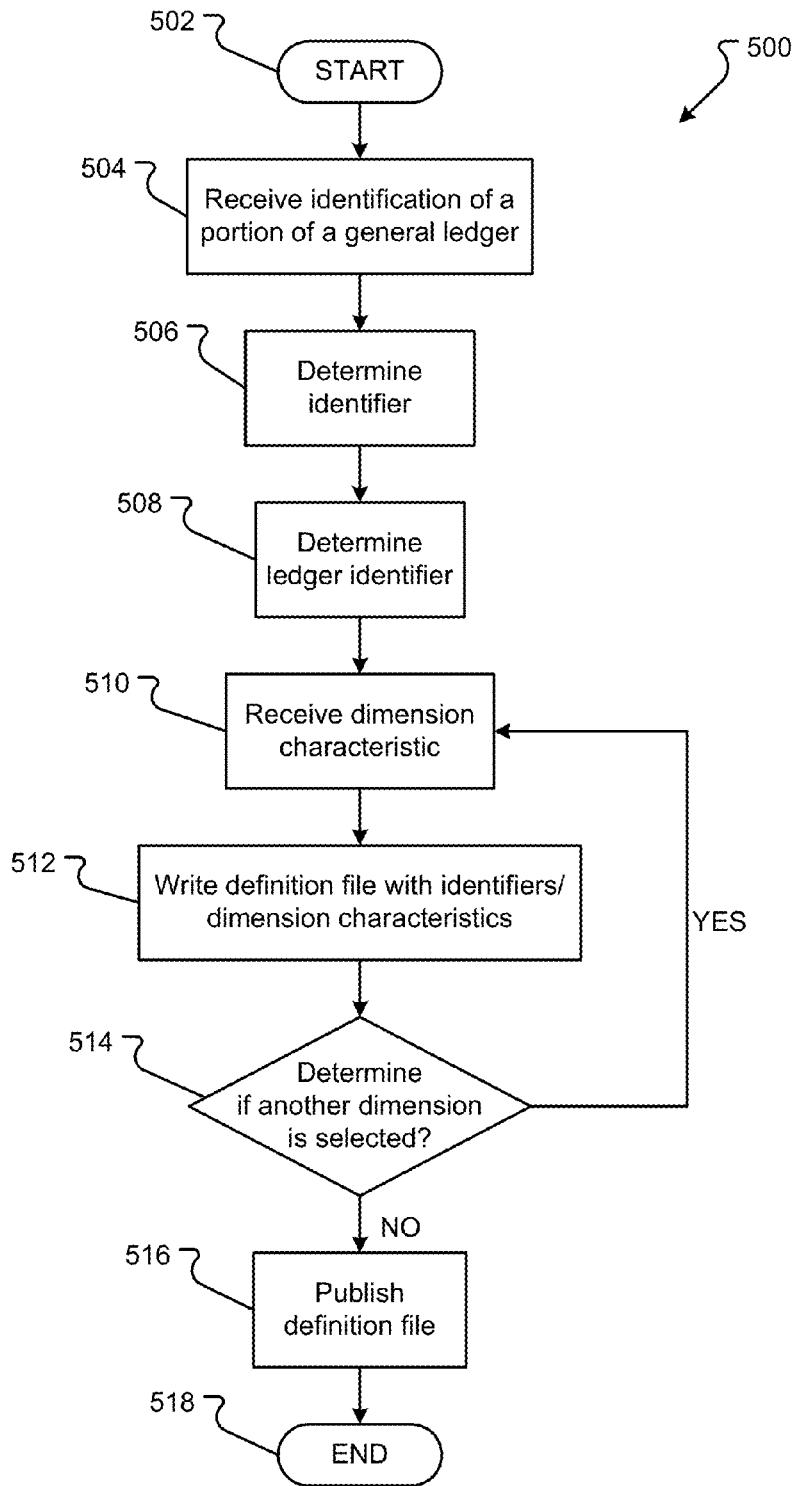 502
START
500
504
Receive identification of a
portion of a general ledger
506
Determine
identifier
508
Determine
ledger identifier
510
Receive dimension
characteristic
512
Write definition file with identifiers/
dimension characteristics
YES
514
Determine
if another dimension
is selected?
NO
516
Publish
definition file
518
END